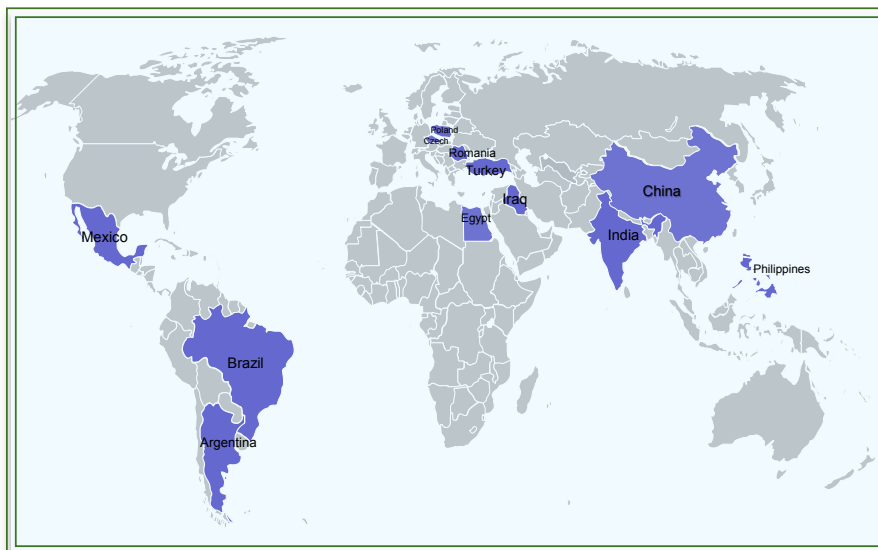 Poland
Czech
Romania
Turkey
China
Iraq
Egypt
India
Mexico
Philippines
Brazil
Argentina